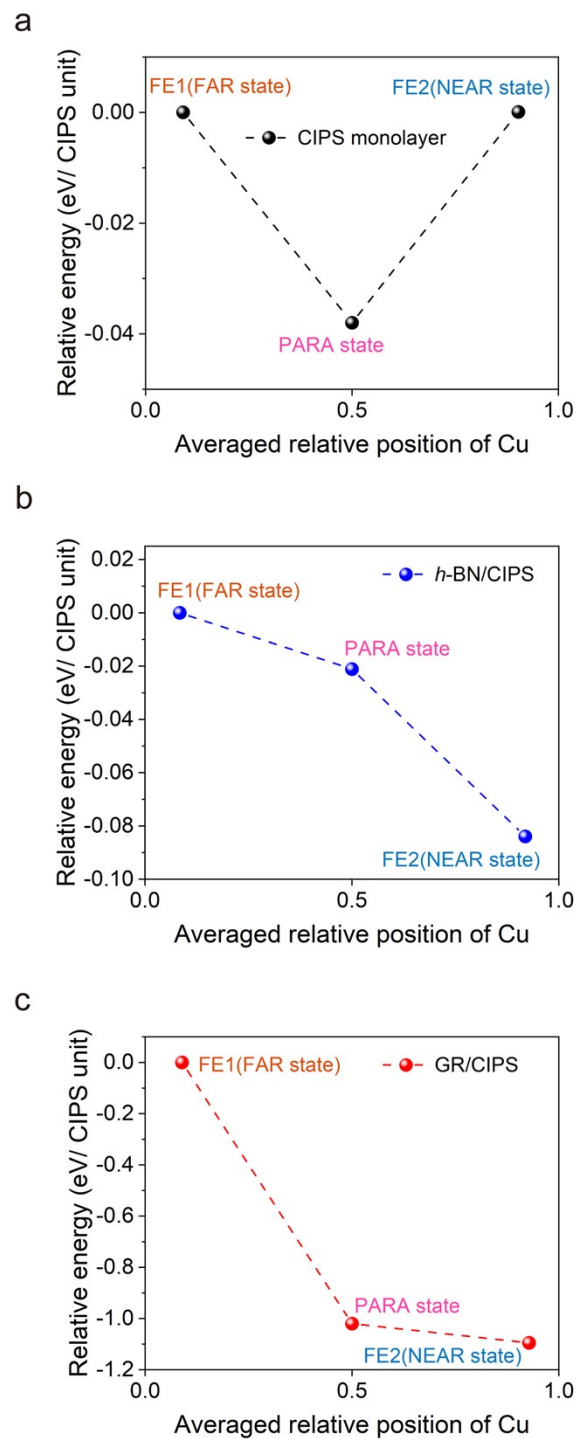 a
FE1(FAR state)
FE2(NEAR state)
CIPS monolayer
PARA state
Relative energy (eV/ CIPS unit)
0.00
-0.02
-0.04
0.0
0.5
1.0
Averaged relative position of Cu
b
h-BN/CIPS
FE1(FAR state)
PARA state
FE2(NEAR state)
Relative energy (eV/ CIPS unit)
0.02
0.00
-0.02
-0.04
-0.06
-0.08
-0.10
0.0
0.5
1.0
Averaged relative position of Cu
c
FE1(FAR state)
GR/CIPS
PARA state
FE2(NEAR state)
Relative energy (eV/ CIPS unit)
0.0
-0.2
-0.4
-0.6
-0.8
-1.0
-1.2
0.0
0.5
1.0
Averaged relative position of Cu